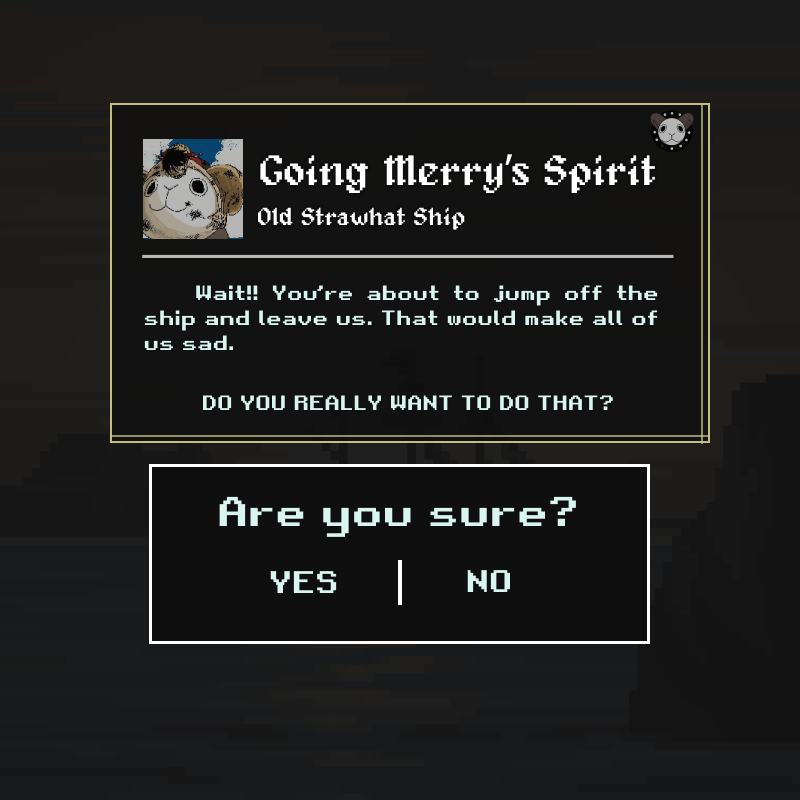 Going Merry's Spirit
Old Strawhat Ship
Wait!! You're about to jump off the
ship and leave us. That would make all of
us sad.
DO YOU REALLY WANT TO DO THAT?
Are you sure?
YES | NO